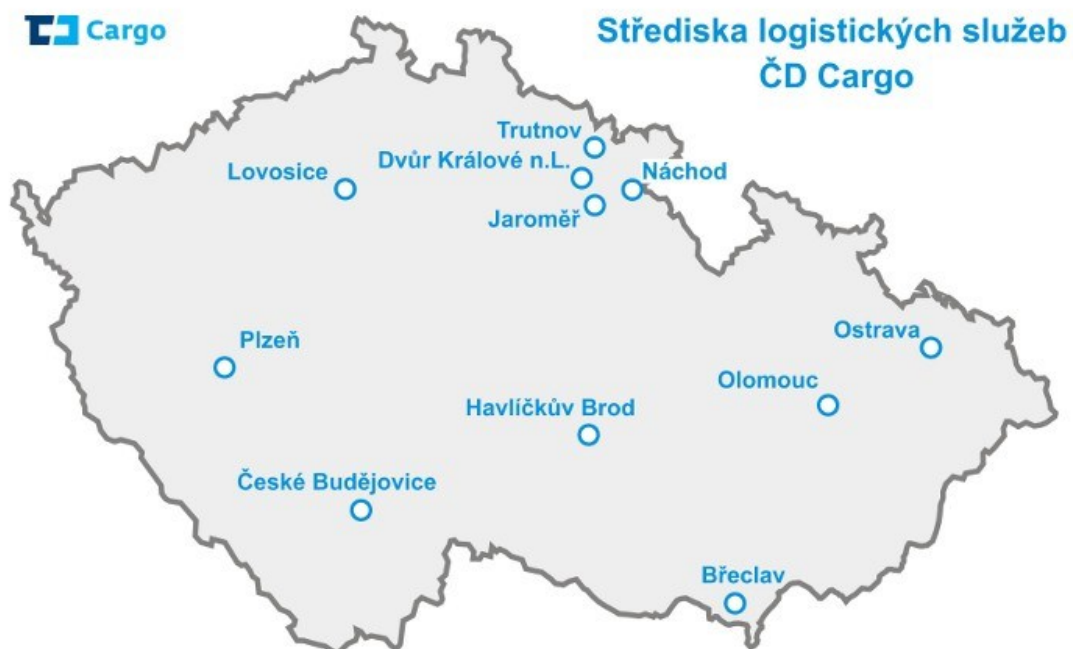 Cargo
Střediska logistických služeb
ČD Cargo
Trutnov
Dvůr Králové n.L.
Lovosice
Náchod
Jaroměř
Plzeň
Ostrava
Olomouc
Havlíčkův Brod
České Budějovice
Břeclav